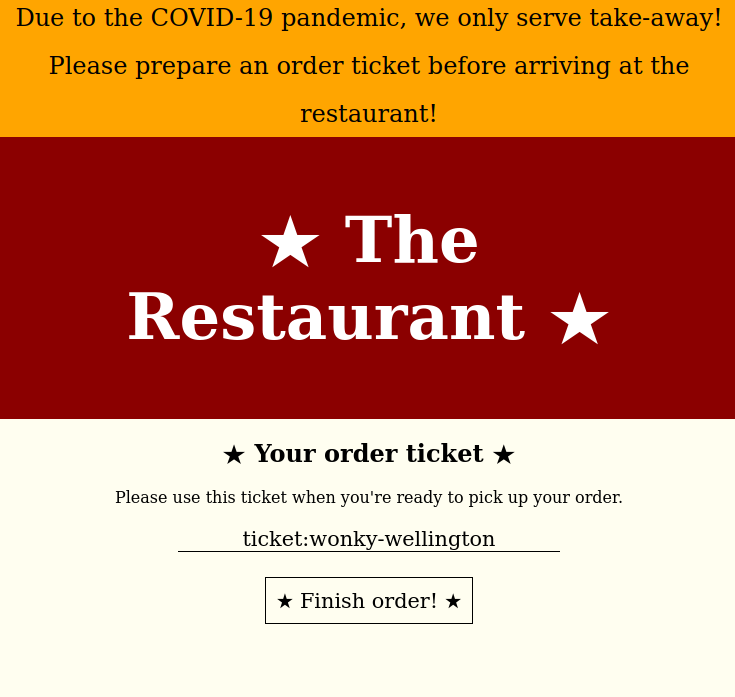 Due to the COVID-19 pandemic, we only serve take-away!
Please prepare an order ticket before arriving at the
restaurant!
★ The
Restaurant ★
★ Your order ticket ★
Please use this ticket when you're ready to pick up your order.
ticket:wonky-wellington
★ Finish order! ★